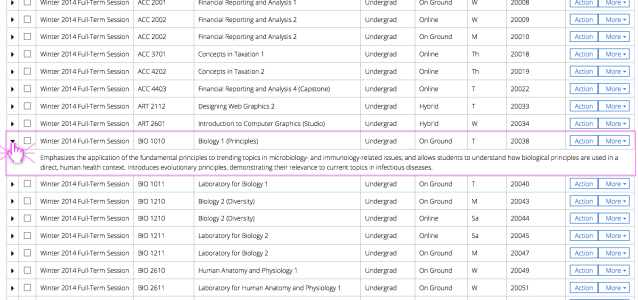 Winter 2014 Full-Term Session ACC 2001 Financial Reporting and Analysis 1 Undergrad On Ground W 20008 Action More
Winter 2014 Full-Term Session ACC 2002 Financial Reporting and Analysis 2 Undergrad Online W 20009 Action More
Winter 2014 Full-Term Session ACC 2002 Financial Reporting and Analysis 2 Undergrad On Ground M 20010 Action More
Winter 2014 Full-Term Session ACC 3701 Concepts in Taxation 1 Undergrad Online Th 20018 Action More
Winter 2014 Full-Term Session ACC 4202 Concepts in Taxation 2 Undergrad Online Th 20019 Action More
Winter 2014 Full-Term Session ACC 4403 Financial Reporting and Analysis 4 (Capstone) Undergrad Online T 20022 Action More
Winter 2014 Full-Term Session ART 2112 Designing Web Graphics 2 Undergrad Hybrid T 20033 Action More
Winter 2014 Full-Term Session ART 2601 Introduction to Computer Graphics (Studio) Undergrad Hybrid W 20034 Action More
Winter 2014 Full-Term Session BIO 1010 Biology 1 (Principles) Undergrad On Ground T 20038 Action More
Emphasizes the application of the fundamental principles to trending topics in microbiology- and immunology-related issues, and allows students to understand how biological principles are used in a
direct, human health context. Introduces evolutionary principles, demonstrating their relevance to current topics in infectious diseases.
Winter 2014 Full-Term Session BIO 1011 Laboratory for Biology 1 Undergrad On Ground T 20040 Action More
Winter 2014 Full-Term Session BIO 1210 Biology 2 (Diversity) Undergrad On Ground M 20043 Action More
Winter 2014 Full-Term Session BIO 1210 Biology 2 (Diversity) Undergrad Online Sa 20044 Action More
Winter 2014 Full-Term Session BIO 1211 Laboratory for Biology 2 Undergrad Online Sa 20045 Action More
Winter 2014 Full-Term Session BIO 1211 Laboratory for Biology 2 Undergrad On Ground M 20047 Action More
Winter 2014 Full-Term Session BIO 2610 Human Anatomy and Physiology 1 Undergrad On Ground W 20049 Action More
Winter 2014 Full-Term Session BIO 2611 Laboratory for Human Anatomy and Physiology 1 Undergrad On Ground W 20051 Action More